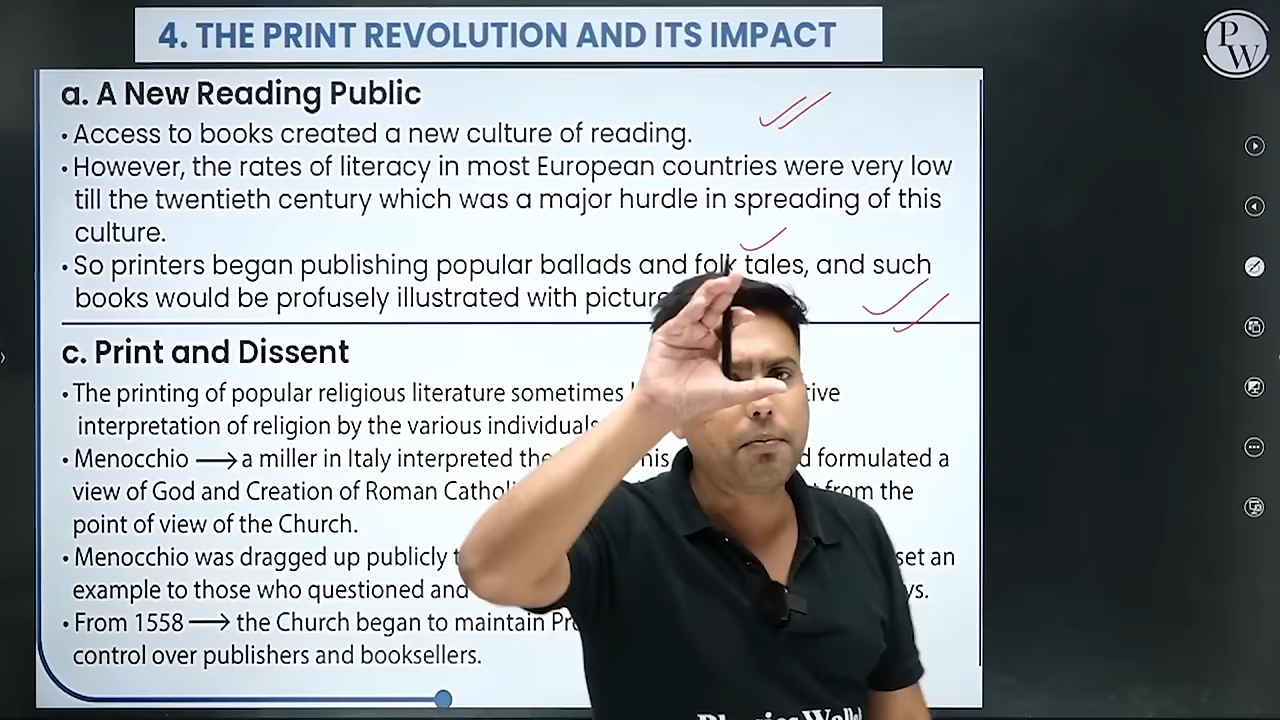 4. THE PRINT REVOLUTION AND ITS IMPACT
PW
a. A New Reading Public
• Access to books created a new culture of reading.
• However, the rates of literacy in most European countries were very low
till the twentieth century which was a major hurdle in spreading of this
culture.
• So printers began publishing popular ballads and folk tales, and such
books would be profusely illustrated with
c. Print and Dissent
• The printing of popular religious literature sometimes
interpretation of religion by the various
• Menocchio → a miller in Italy interpreted the his formulated a
view of God and Creation of Roman from the
point of view of the Church.
• Menocchio was dragged up publicly set an
example to those who questioned and
• From 1558 → the Church began to maintain
control over publishers and booksellers.